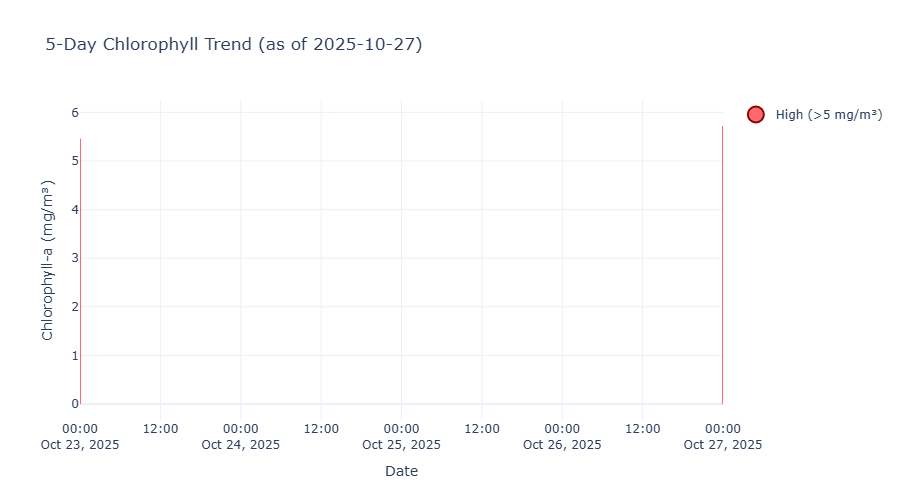 5-Day Chlorophyll Trend (as of 2025-10-27)
High (>5 mg/m³)
Chlorophyll-a (mg/m³)
6
5
4
3
2
1
0
00:00 12:00 00:00 12:00 00:00 12:00 00:00 12:00 00:00
Oct 23, 2025 Oct 24, 2025 Oct 25, 2025 Oct 26, 2025 Oct 27, 2025
Date